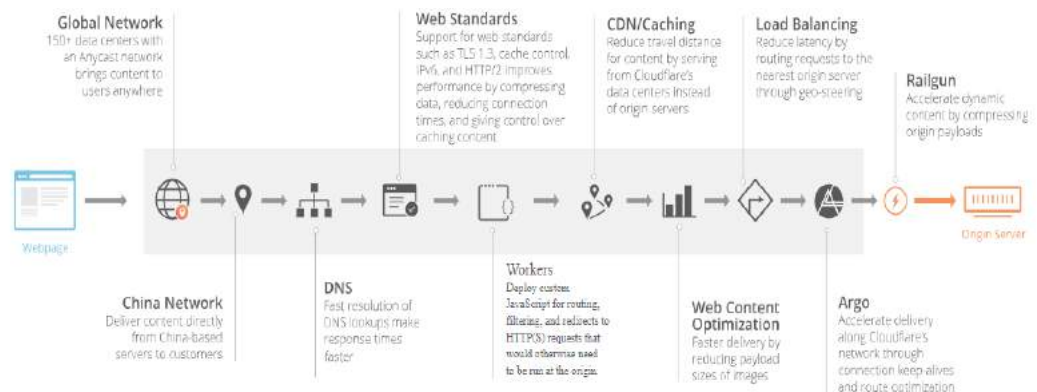 Global Network
150+ data centers with
an Anycast network
brings content to
users anywhere
Web Standards
Support for web standards
such as TLS 1.3, cache control,
IPv6, and HTTP/2 improves
performance by compressing
data, reducing connection
times, and giving control over
caching content
CDN/Caching
Reduce travel distance
for content by serving
from Cloudflare's
data centers instead
of origin servers
Load Balancing
Reduce latency by
routing requests to the
nearest origin server
through geo-steering
Railgun
Accelerate dynamic
content by compressing
origin payloads
Webpage
Origin Server
China Network
Deliver content directly
from China-based
servers to customers
DNS
Fast resolution of
DNS lookups make
response times
faster
Workers
Deploy custom
JavaScript for routing,
filtering, and redirects to
HTTP(S) requests that
would otherwise need
to be run at the origin.
Web Content
Optimization
Faster delivery by
reducing payload
sizes of images
Argo
Accelerate delivery
along Cloudflare's
network through
connection keep-alives
and route optimization